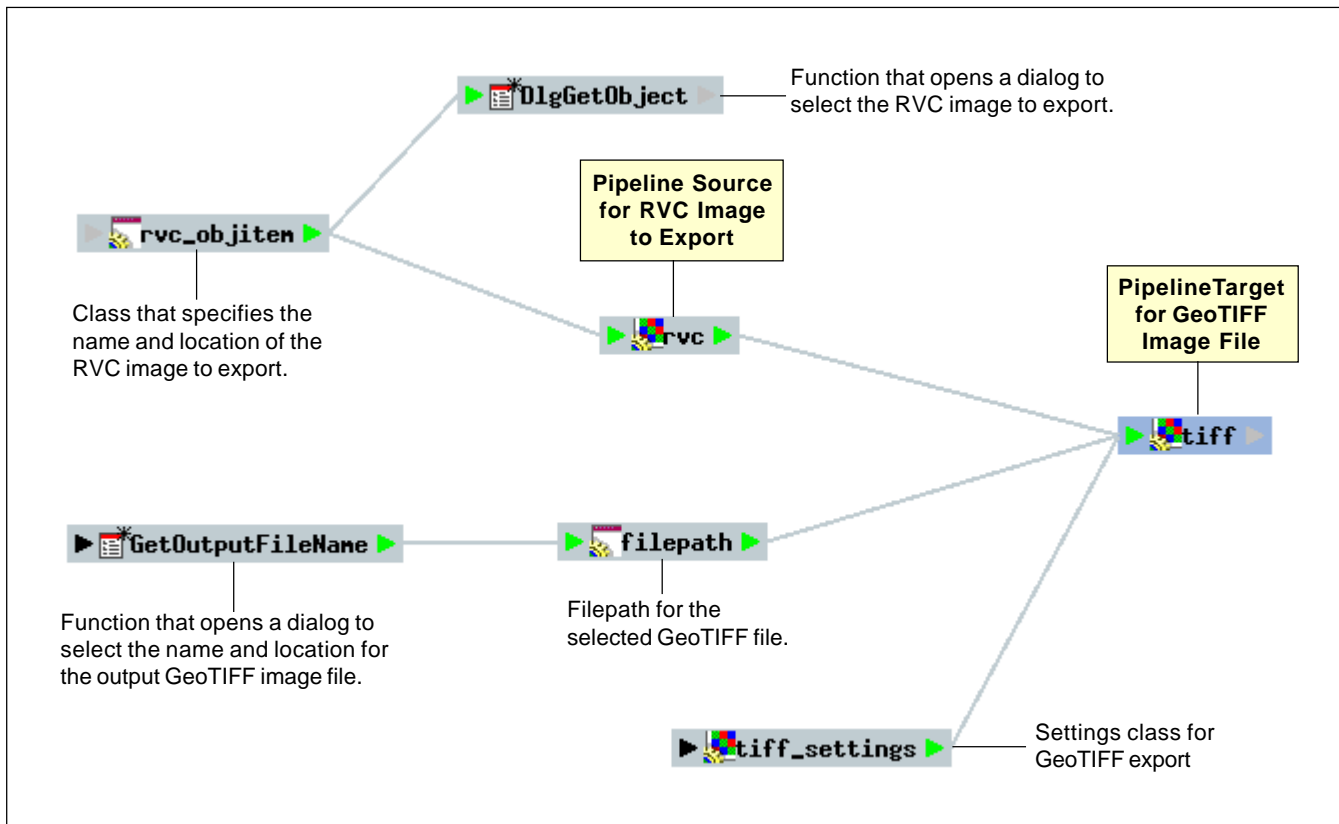 DlgGetObject
Function that opens a dialog to
select the RVC image to export.
Pipeline Source
for RVC Image
to Export
rvc_objitem
Class that specifies the
name and location of the
RVC image to export.
rvc
PipelineTarget
for GeoTIFF
Image File
tiff
GetOutputFileName
filepath
Function that opens a dialog to
select the name and location for
the output GeoTIFF image file.
Filepath for the
selected GeoTIFF file.
tiff_settings
Settings class for
GeoTIFF export